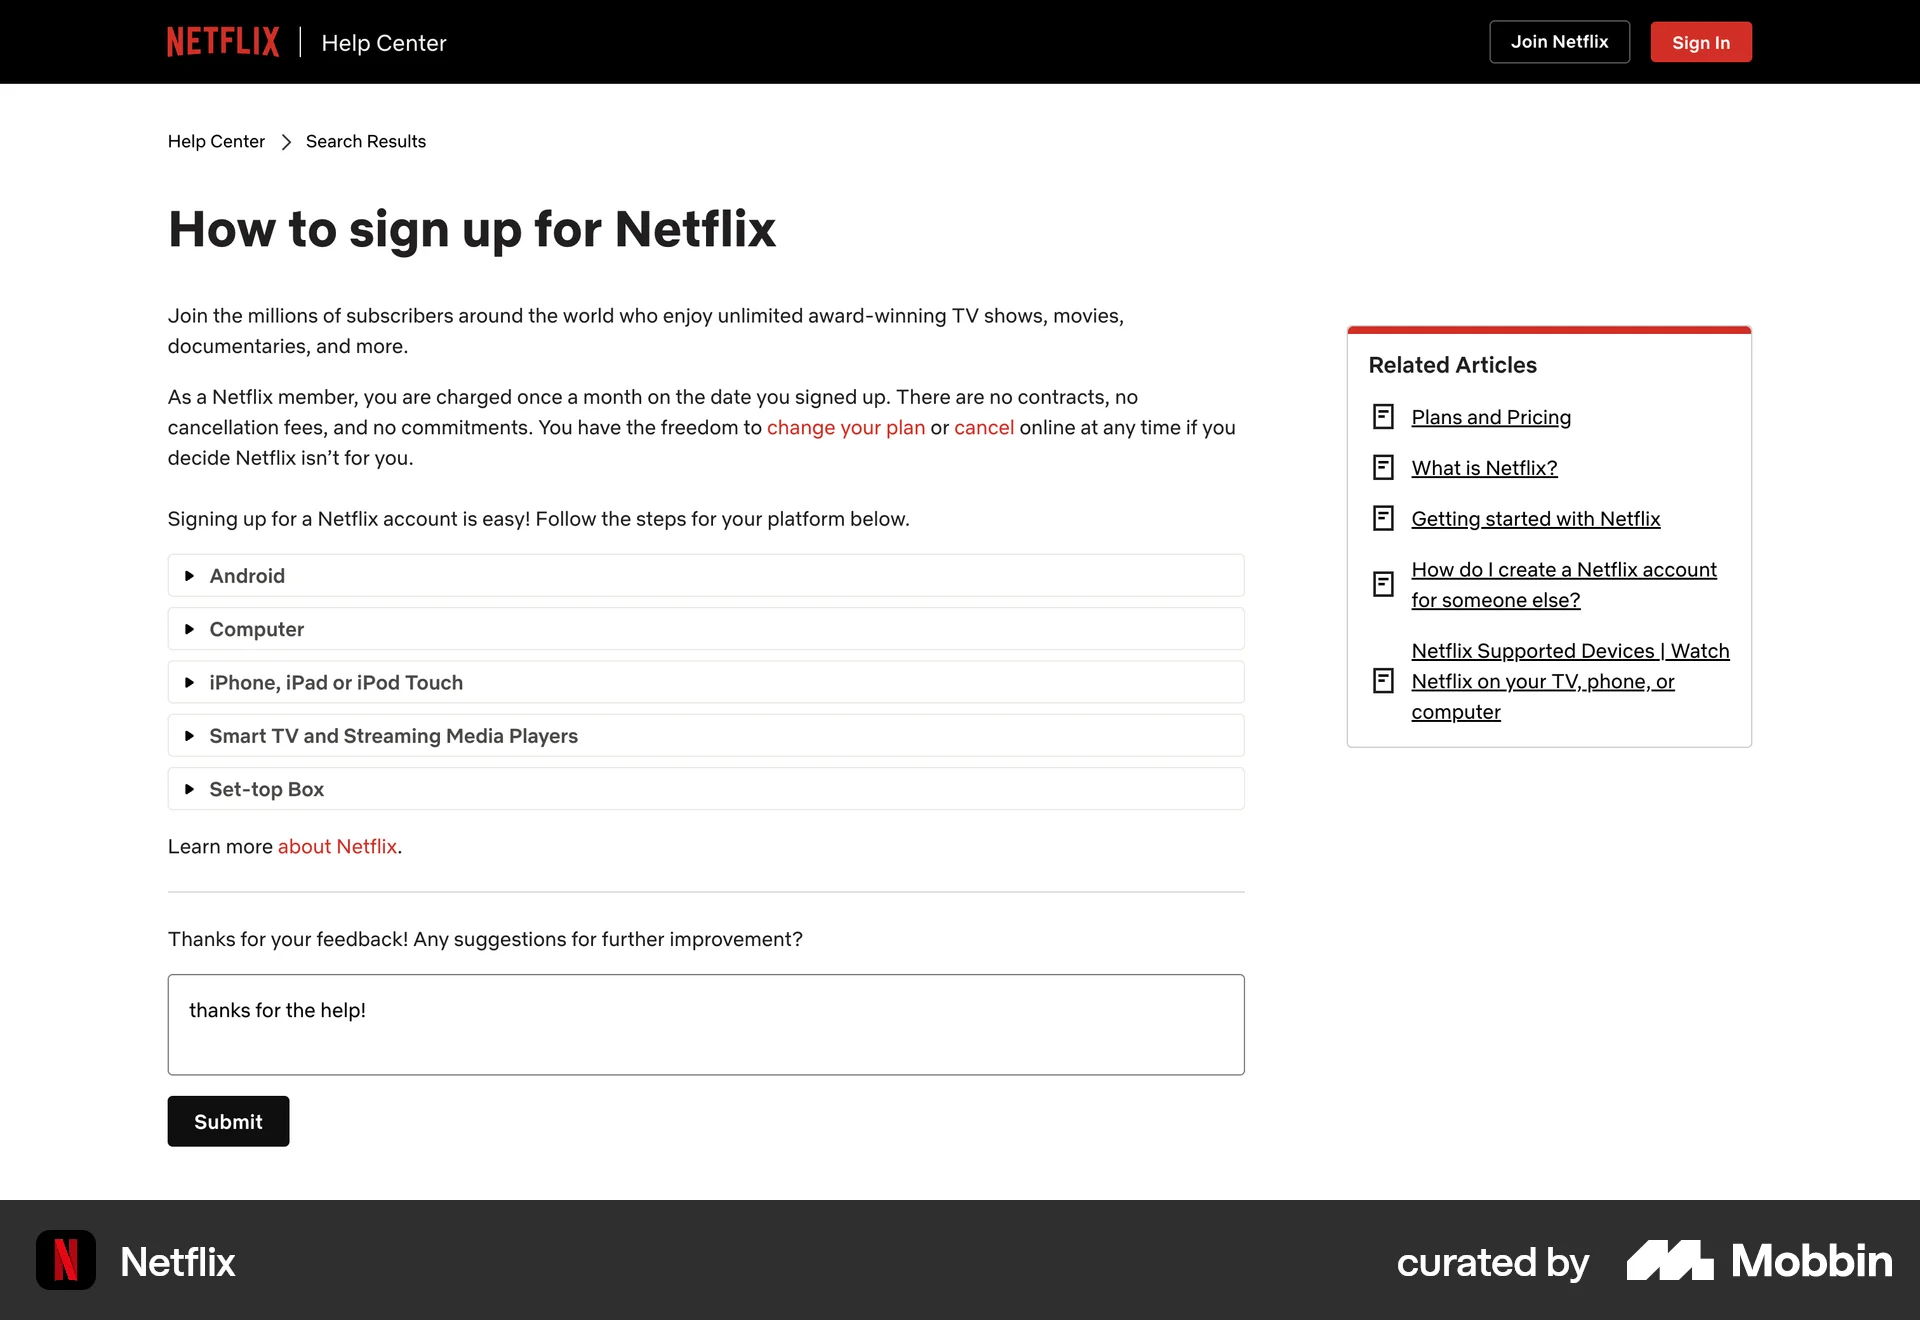 NETFLIX
Help Center
Join Netflix
Sign In
Help Center
Search Results
How to sign up for Netflix
Join the millions of subscribers around the world who enjoy unlimited award-winning TV shows, movies,
documentaries, and more.
As a Netflix member, you are charged once a month on the date you signed up. There are no contracts, no
cancellation fees, and no commitments. You have the freedom to change your plan or cancel online at any time if you
decide Netflix isn’t for you.
Signing up for a Netflix account is easy! Follow the steps for your platform below.
Android
Computer
iPhone, iPad or iPod Touch
Smart TV and Streaming Media Players
Set-top Box
Learn more about Netflix.
Thanks for your feedback! Any suggestions for further improvement?
thanks for the help!
Submit
Related Articles
Plans and Pricing
What is Netflix?
Getting started with Netflix
How do I create a Netflix account
for someone else?
Netflix Supported Devices | Watch
Netflix on your TV, phone, or
computer
N
Netflix
curated by
Mobbin